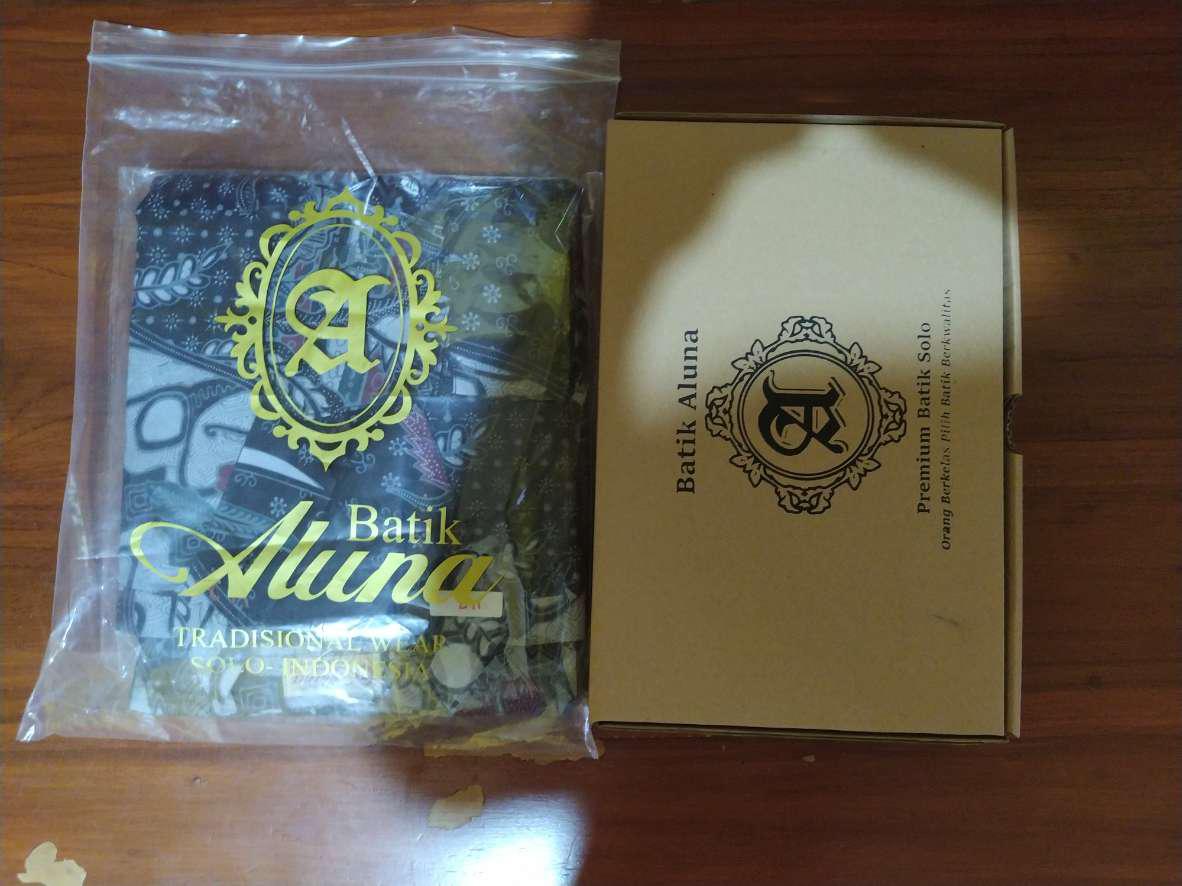 A
Batik
Aluna
TRADISIONAL WEAR
SOLO- INDONESIA
Batik Aluna
A
Premium Batik Solo
Orang Berkelas Pilih Batik Berkwalitas